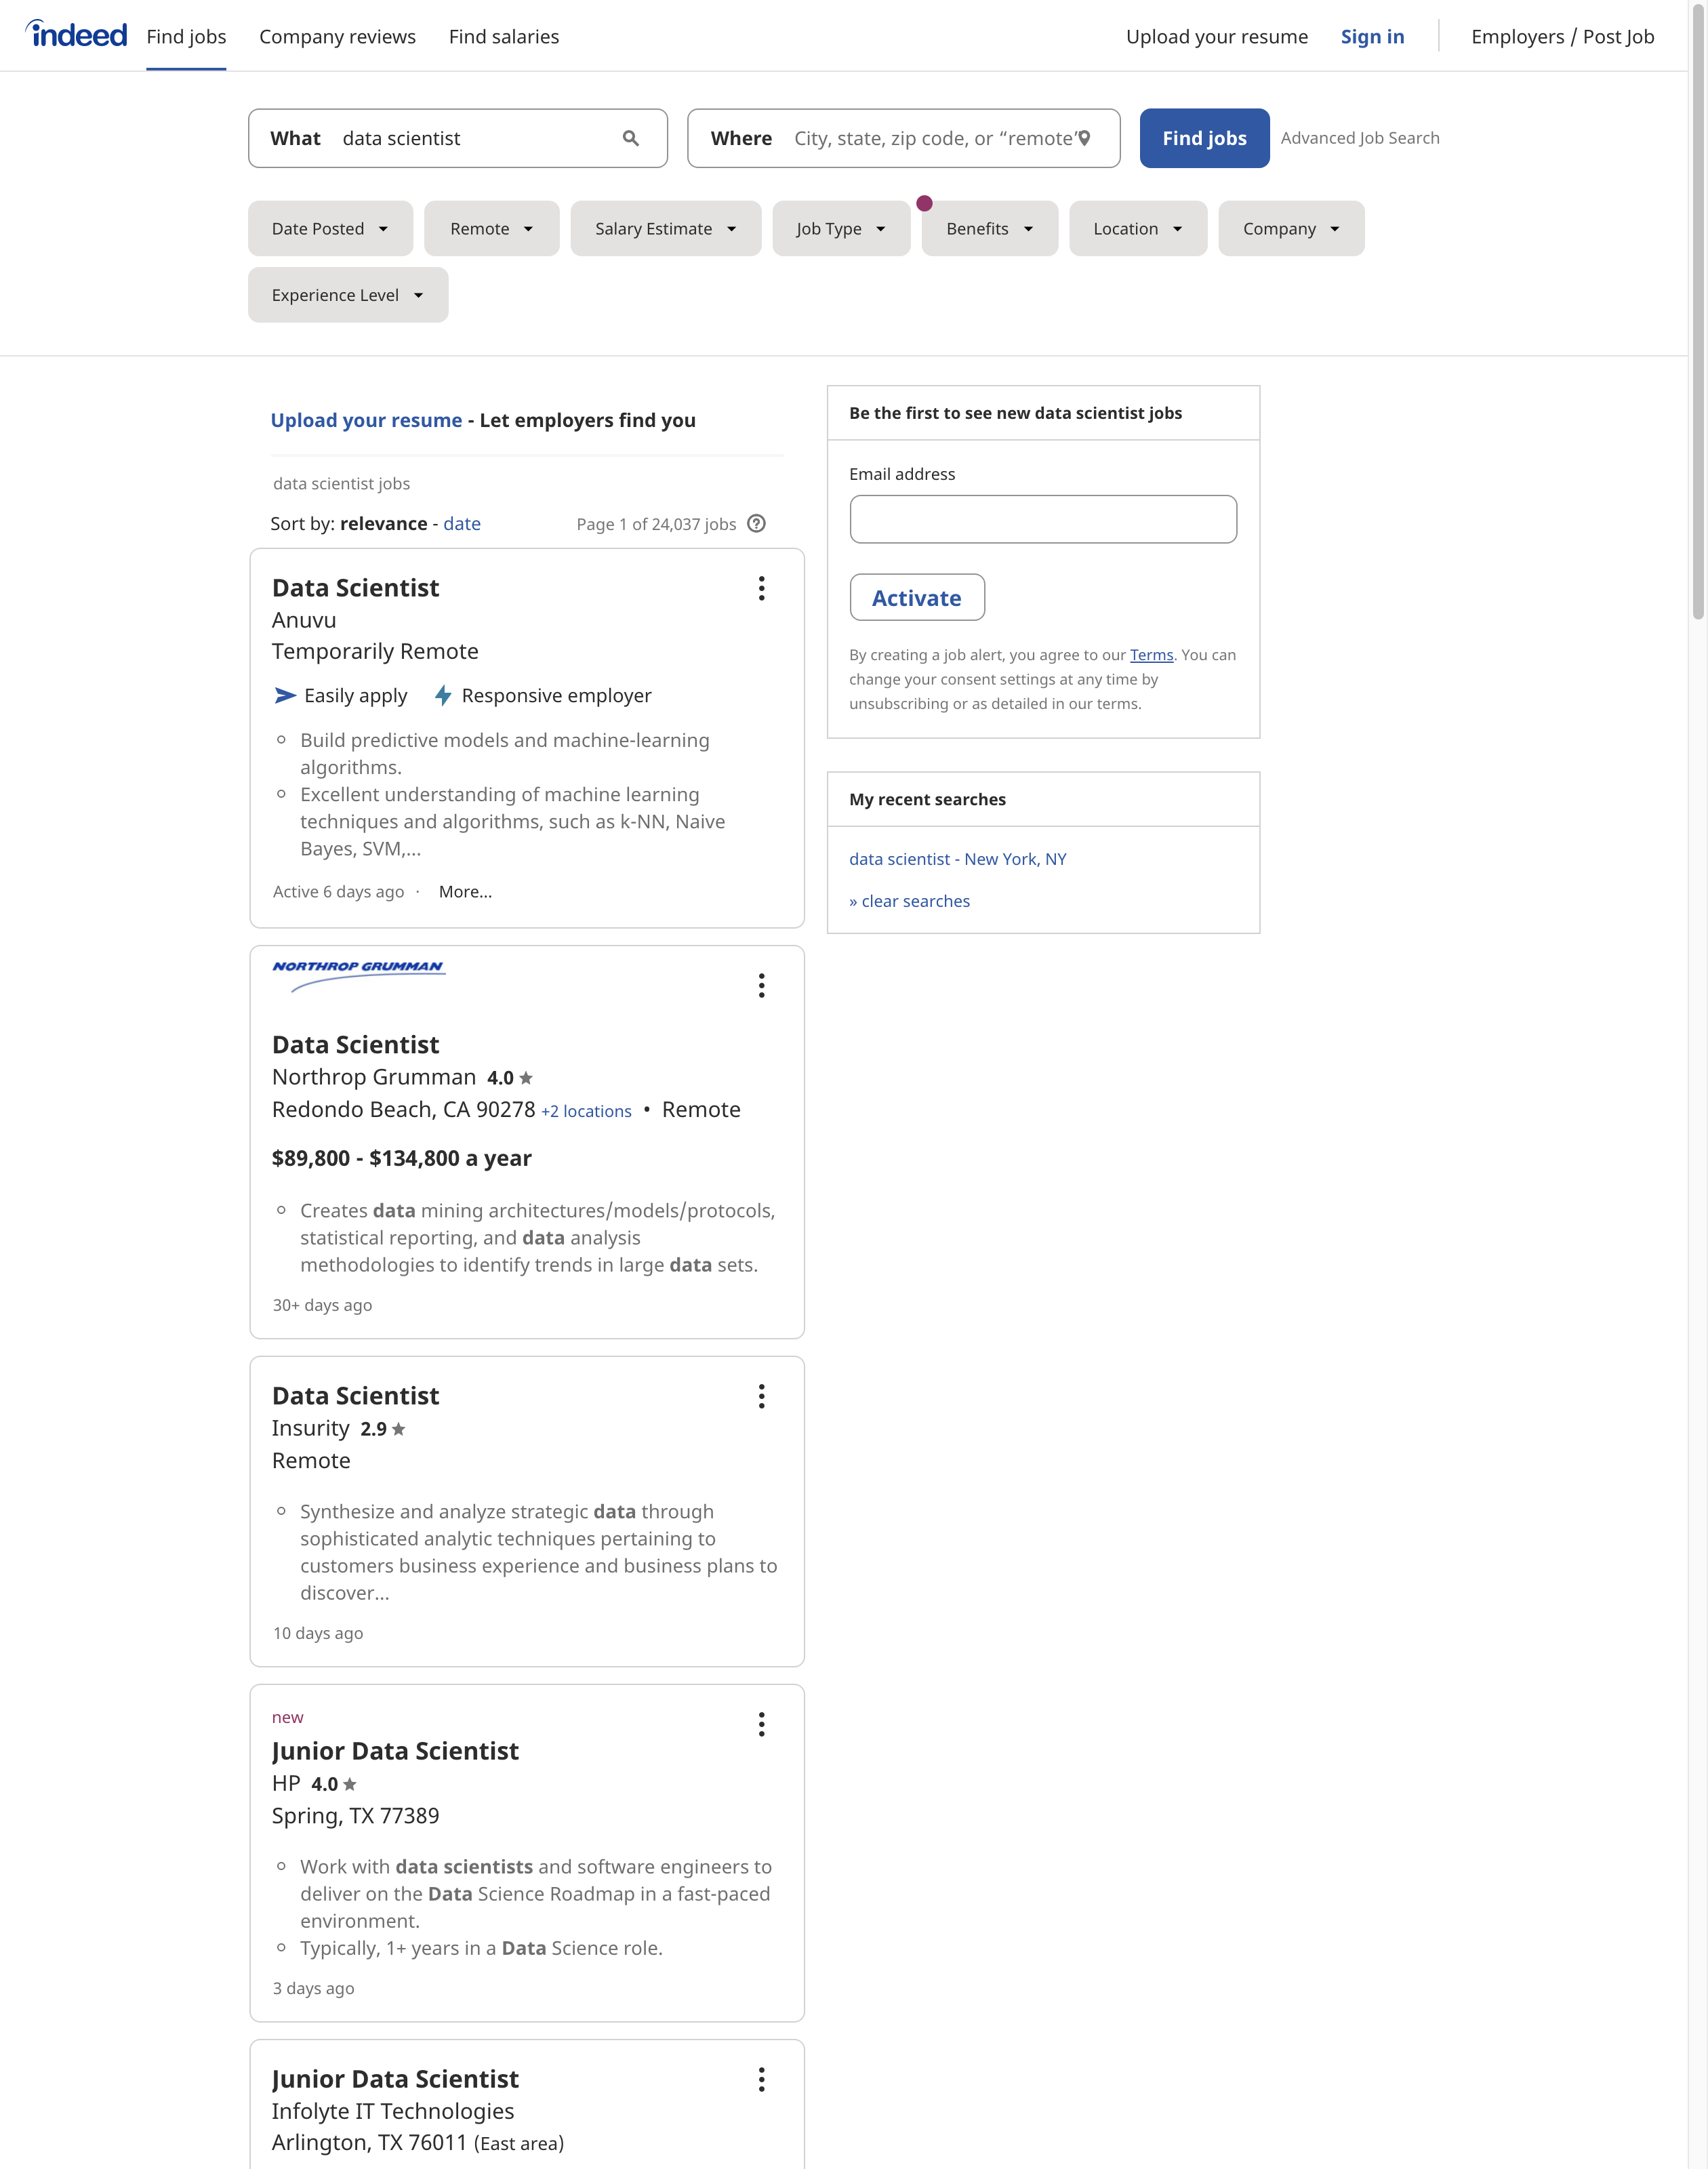 indeed
Find jobs
Company reviews
Find salaries
Upload your resume
Sign in
Employers / Post Job
What data scientist
Where City, state, zip code, or “remote”
Find jobs
Advanced Job Search
Date Posted
Remote
Salary Estimate
Job Type
Benefits
Location
Company
Experience Level
Upload your resume - Let employers find you
data scientist jobs
Sort by: relevance - date
Page 1 of 24,037 jobs
Data Scientist
Anuvu
Temporarily Remote
Easily apply
Responsive employer
Build predictive models and machine-learning
algorithms.
Excellent understanding of machine learning
techniques and algorithms, such as k-NN, Naive
Bayes, SVM,...
Active 6 days ago · More...
NORTHROP GRUMMAN
Data Scientist
Northrop Grumman 4.0
Redondo Beach, CA 90278 +2 locations • Remote
$89,800 - $134,800 a year
Creates data mining architectures/models/protocols,
statistical reporting, and data analysis
methodologies to identify trends in large data sets.
30+ days ago
Data Scientist
Insurity 2.9
Remote
Synthesize and analyze strategic data through
sophisticated analytic techniques pertaining to
customers business experience and business plans to
discover...
10 days ago
new
Junior Data Scientist
HP 4.0
Spring, TX 77389
Work with data scientists and software engineers to
deliver on the Data Science Roadmap in a fast-paced
environment.
Typically, 1+ years in a Data Science role.
3 days ago
Junior Data Scientist
Infolyte IT Technologies
Arlington, TX 76011 (East area)
Be the first to see new data scientist jobs
Email address
Activate
By creating a job alert, you agree to our Terms. You can
change your consent settings at any time by
unsubscribing or as detailed in our terms.
My recent searches
data scientist - New York, NY
» clear searches